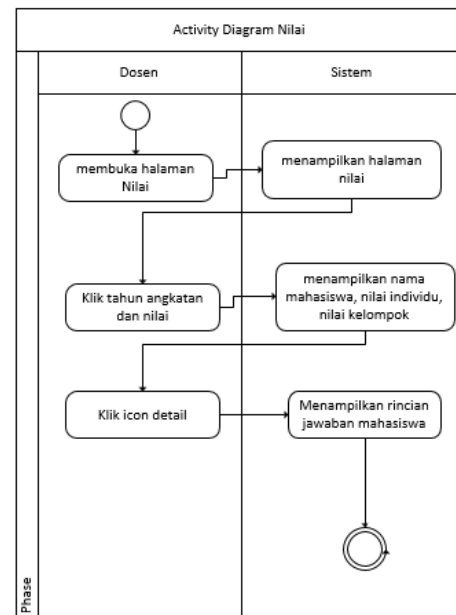 Activity Diagram Nilai
Dosen
Sistem
membuka halaman
Nilai
menampilkan halaman
nilai
Klik tahun angkatan
dan nilai
menampilkan nama
mahasiswa, nilai individu,
nilai kelompok
Klik icon detail
Menampilkan rincian
jawaban mahasiswa
Phase